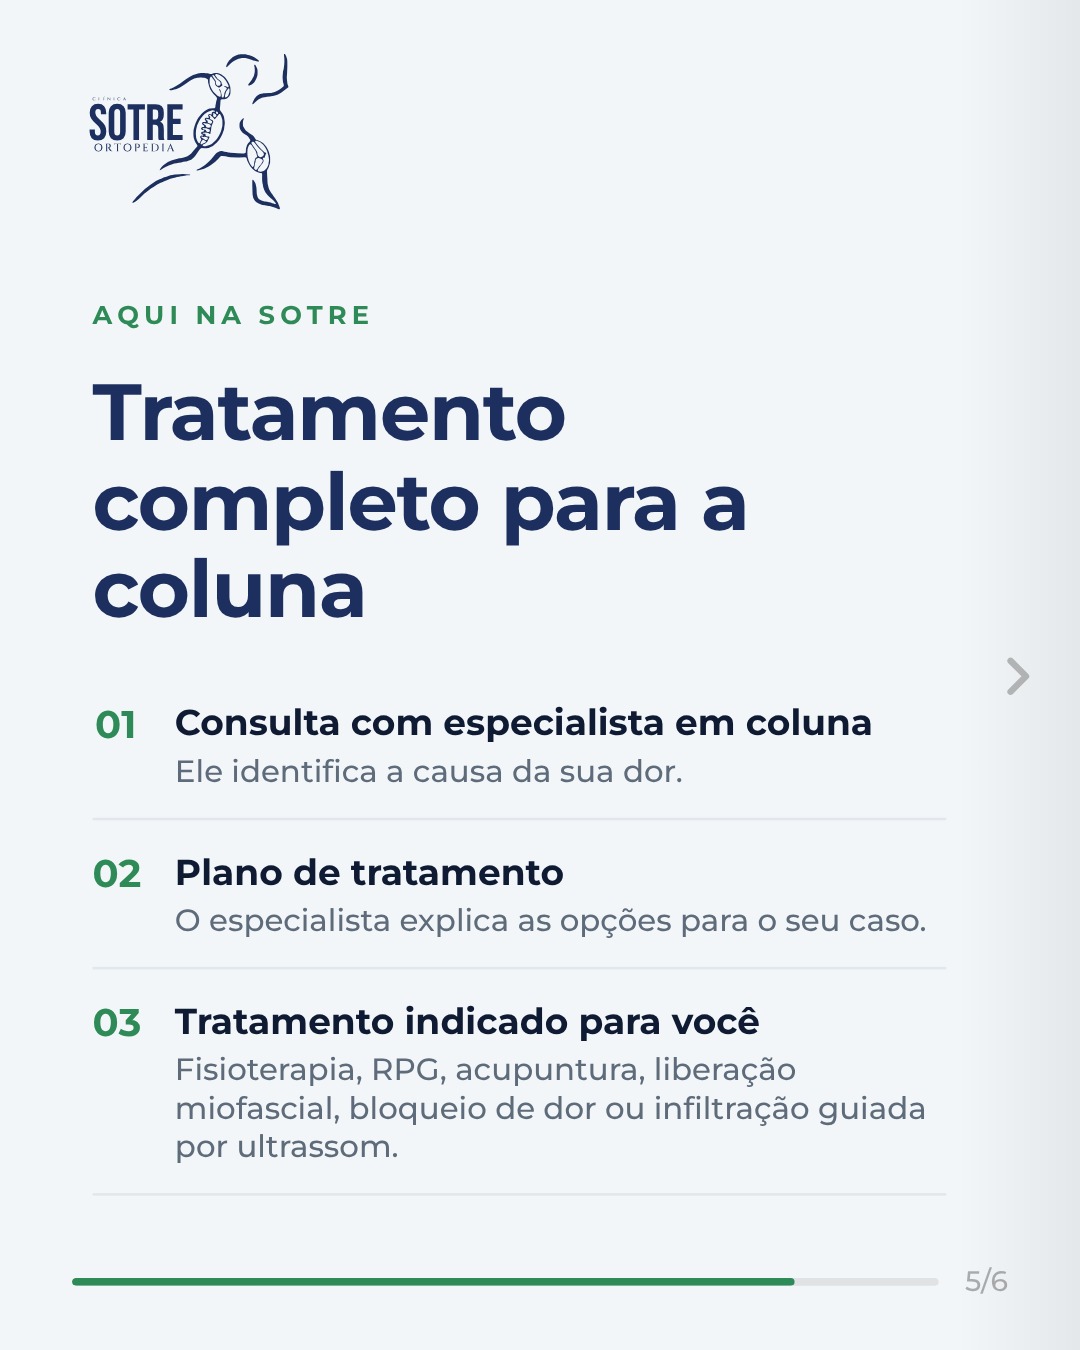 CLÍNICA
SOTRE
ORTOPEDIA
AQUI NA SOTRE
Tratamento
completo para a
coluna
01 Consulta com especialista em coluna
Ele identifica a causa da sua dor.
02 Plano de tratamento
O especialista explica as opções para o seu caso.
03 Tratamento indicado para você
Fisioterapia, RPG, acupuntura, liberação
miofascial, bloqueio de dor ou infiltração guiada
por ultrassom.
5/6